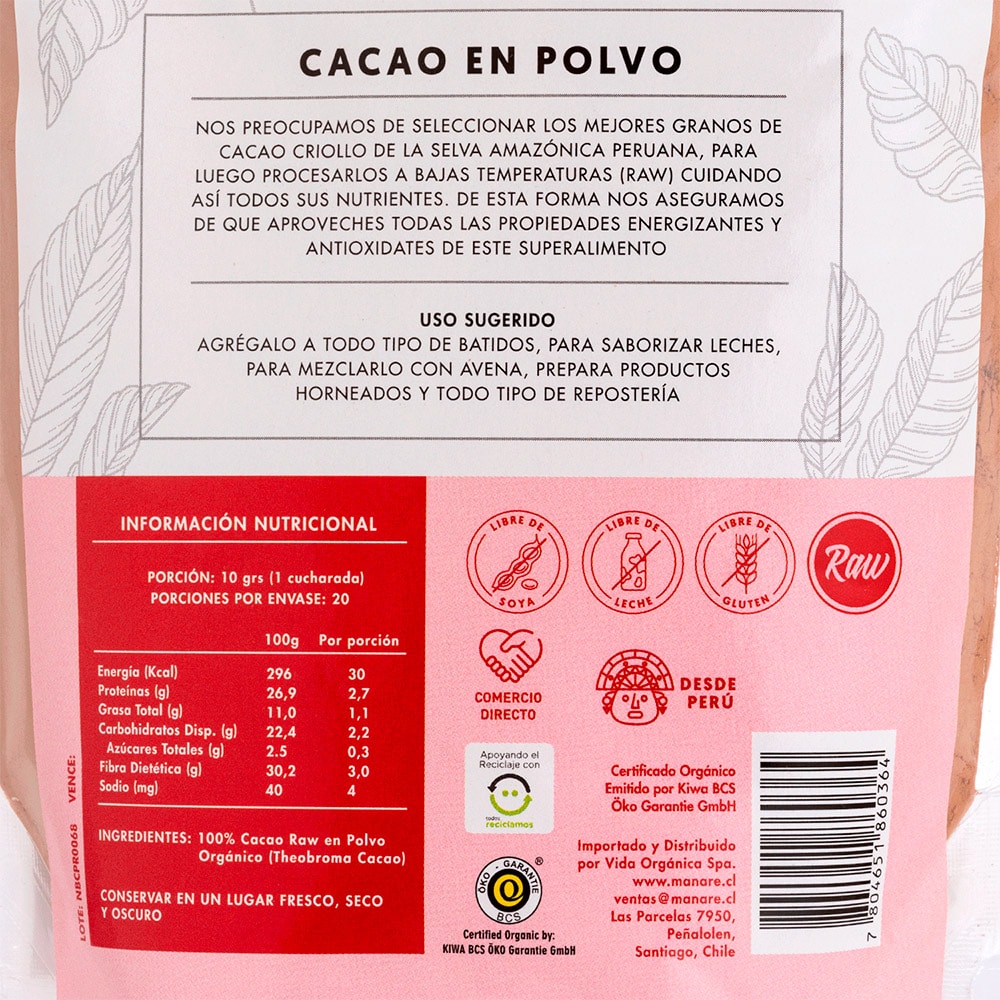 CACAO EN POLVO
NOS PREOCUPAMOS DE SELECCIONAR LOS MEJORES GRANOS DE
CACAO CRIOLLO DE LA SELVA AMAZÓNICA PERUANA, PARA
LUEGO PROCESARLOS A BAJAS TEMPERATURAS (RAW) CUIDANDO
ASÍ TODOS SUS NUTRIENTES. DE ESTA FORMA NOS ASEGURAMOS
DE QUE APROVECHES TODAS LAS PROPIEDADES ENERGIZANTES Y
ANTIOXIDATES DE ESTE SUPERALIMENTO
USO SUGERIDO
AGRÉGALO A TODO TIPO DE BATIDOS, PARA SABORIZAR LECHES,
PARA MEZCLARLO CON AVENA, PREPARA PRODUCTOS
HORNEADOS Y TODO TIPO DE REPOSTERÍA
INFORMACIÓN NUTRICIONAL
PORCIÓN: 10 grs (1 cucharada)
PORCIONES POR ENVASE: 20
100g Por porción
Energía (Kcal) 296 30
Proteínas (g) 26,9 2,7
Grasa Total (g) 11,0 1,1
Carbohidratos Disp. (g) 22,4 2,2
Azúcares Totales (g) 2.5 0,3
Fibra Dietética (g) 30,2 3,0
Sodio (mg) 40 4
INGREDIENTES: 100% Cacao Raw en Polvo
Orgánico (Theobroma Cacao)
CONSERVAR EN UN LUGAR FRESCO, SECO
Y OSCURO
LOTE: NBCPR0068 VENCE:
LIBRE DE
SOYA
LIBRE DE
LECHE
LIBRE DE
GLUTEN
Raw
COMERCIO
DIRECTO
DESDE
PERÚ
Apoyando el
Reciclaje con
todos
reciclamos
ÖKO - GARANTIE
BCS
®
Certified Organic by:
KIWA BCS ÖKO Garantie GmbH
Certificado Orgánico
Emitido por Kiwa BCS
Öko Garantie GmbH
Importado y Distribuido
por Vida Orgánica Spa.
www.manare.cl
ventas@manare.cl
Las Parcelas 7950,
Peñalolen,
Santiago, Chile
7 804651 860364